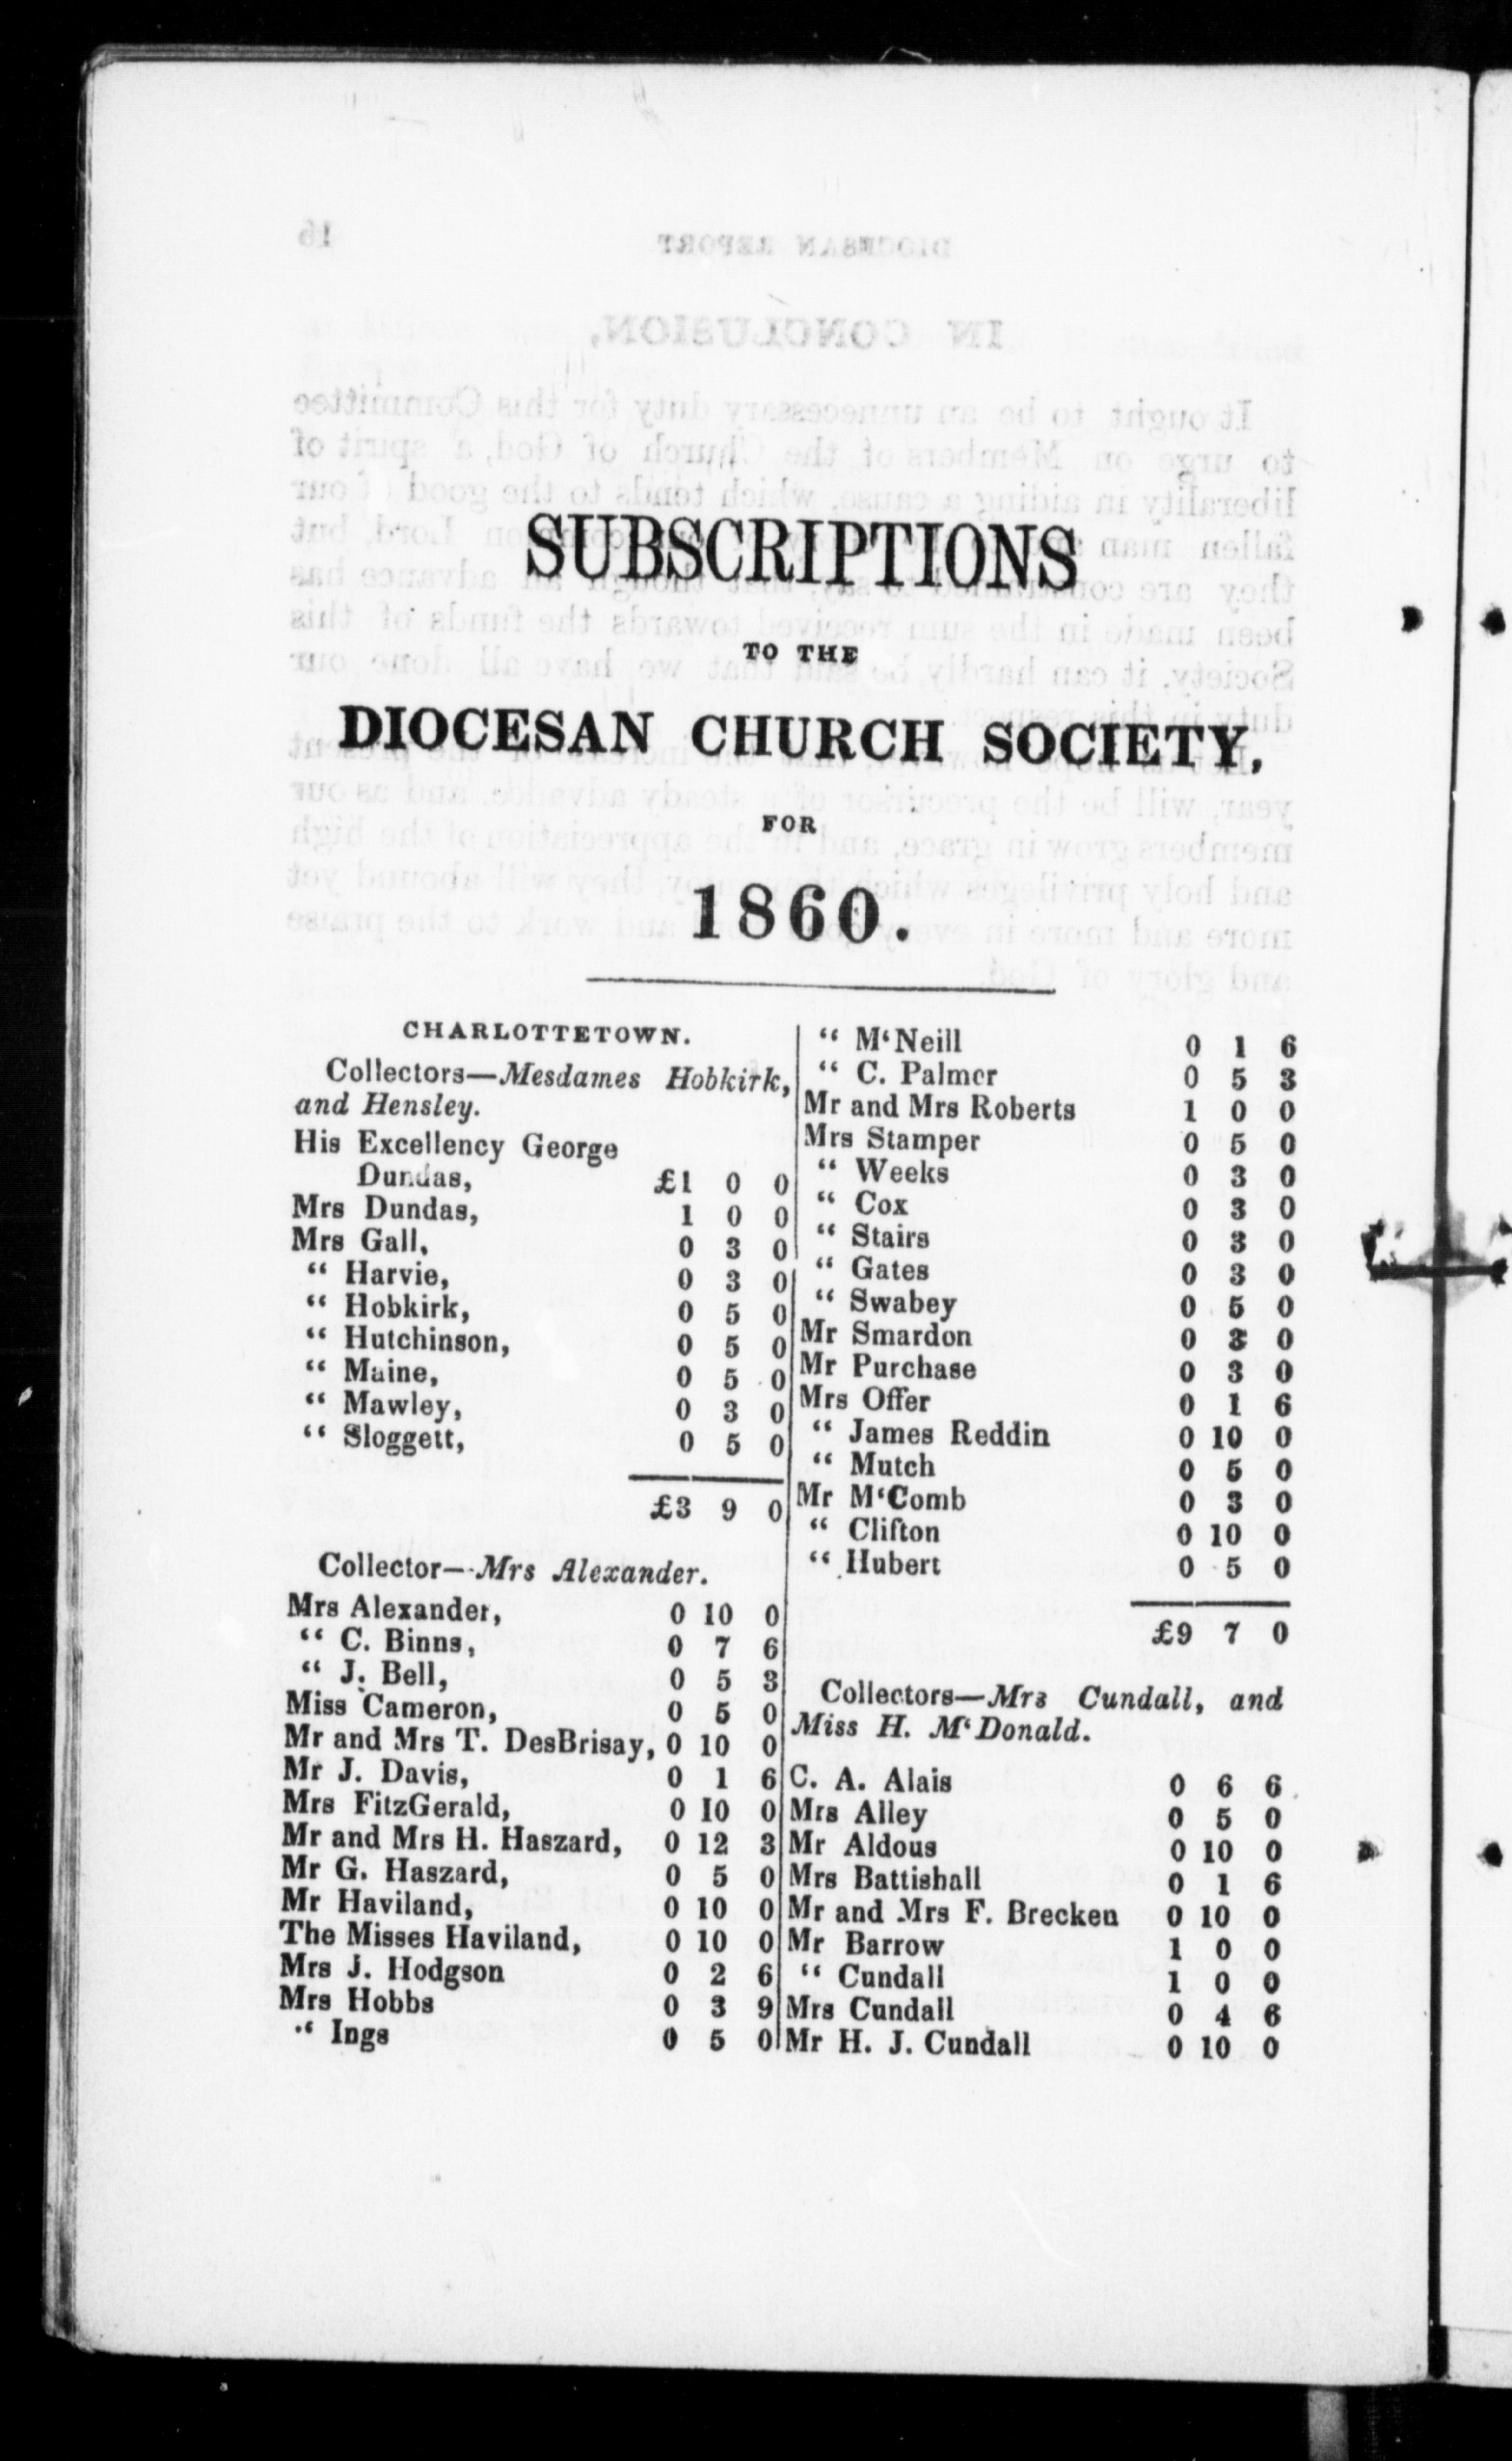 SUBSCRIPTIONS
TO THE
DIOCESAN CHURCH SOCIETY,
FOR
1860.
CHARLOTTETOWN.
Collectors—Mesdames Hobkirk,
and Hensley.
His Excellency George
Dundas, £1 0 0
Mrs Dundas, 1 0 0
Mrs Gall, 0 3 0
“ Harvie, 0 3 0
“ Hobkirk, 0 5 0
“ Hutchinson, 0 5 0
“ Maine, 0 5 0
“ Mawley, 0 3 0
“ Sloggett, 0 5 0
£3 9 0
Collector—Mrs Alexander.
Mrs Alexander, 0 10 0
“ C. Binns, 0 7 6
“ J. Bell, 0 5 3
Miss Cameron, 0 5 0
Mr and Mrs T. DesBrisay, 0 10 0
Mr J. Davis, 0 1 6
Mrs FitzGerald, 0 10 0
Mr and Mrs H. Haszard, 0 12 3
Mr G. Haszard, 0 5 0
Mr Haviland, 0 10 0
The Misses Haviland, 0 10 0
Mrs J. Hodgson 0 2 6
Mrs Hobbs 0 3 9
“ Ings 0 5 0
“ M‘Neill 0 1 6
“ C. Palmer 0 5 3
Mr and Mrs Roberts 1 0 0
Mrs Stamper 0 5 0
“ Weeks 0 3 0
“ Cox 0 3 0
“ Stairs 0 3 0
“ Gates 0 3 0
“ Swabey 0 5 0
Mr Smardon 0 3 0
Mr Purchase 0 3 0
Mrs Offer 0 1 6
“ James Reddin 0 10 0
“ Mutch 0 5 0
Mr M‘Comb 0 3 0
“ Clifton 0 10 0
“ Hubert 0 5 0
£9 7 0
Collectors—Mrs Cundall, and
Miss H. M‘Donald.
C. A. Alais 0 6 6
Mrs Alley 0 5 0
Mr Aldous 0 10 0
Mrs Battishall 0 1 6
Mr and Mrs F. Brecken 0 10 0
Mr Barrow 1 0 0
“ Cundall 1 0 0
Mrs Cundall 0 4 6
Mr H. J. Cundall 0 10 0